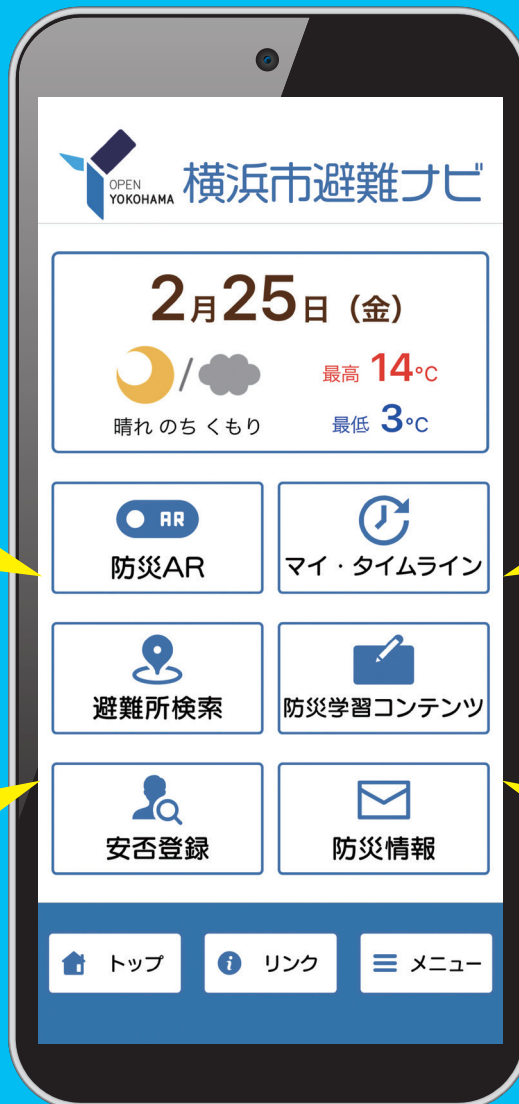 OPEN
YOKOHAMA
横浜市避難ナビ
2月25日（金）
晴れ のち くもり
最高 14℃
最低 3℃
AR
防災AR
マイ・タイムライン
避難所検索
防災学習コンテンツ
安否登録
防災情報
トップ
リンク
メニュー